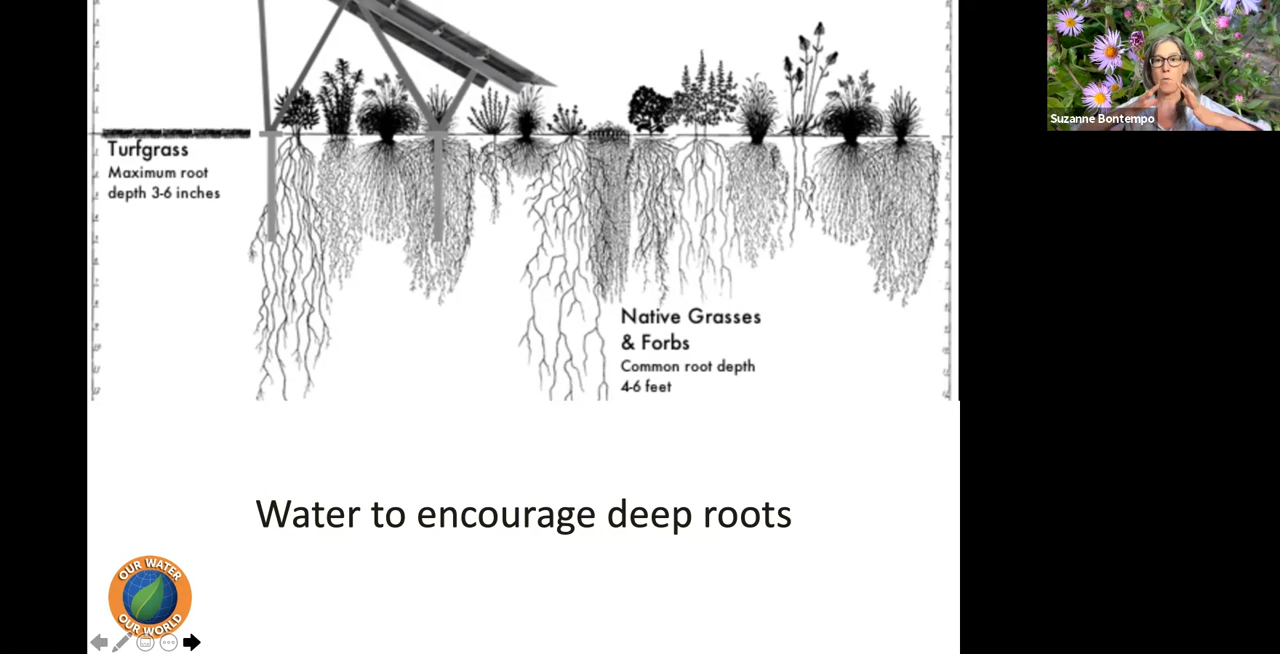 Turfgrass
Maximum root
depth 3-6 inches
Native Grasses
& Forbs
Common root depth
4-6 feet
Water to encourage deep roots
OUR WATER
OUR WORLD
Suzanne Bontempo